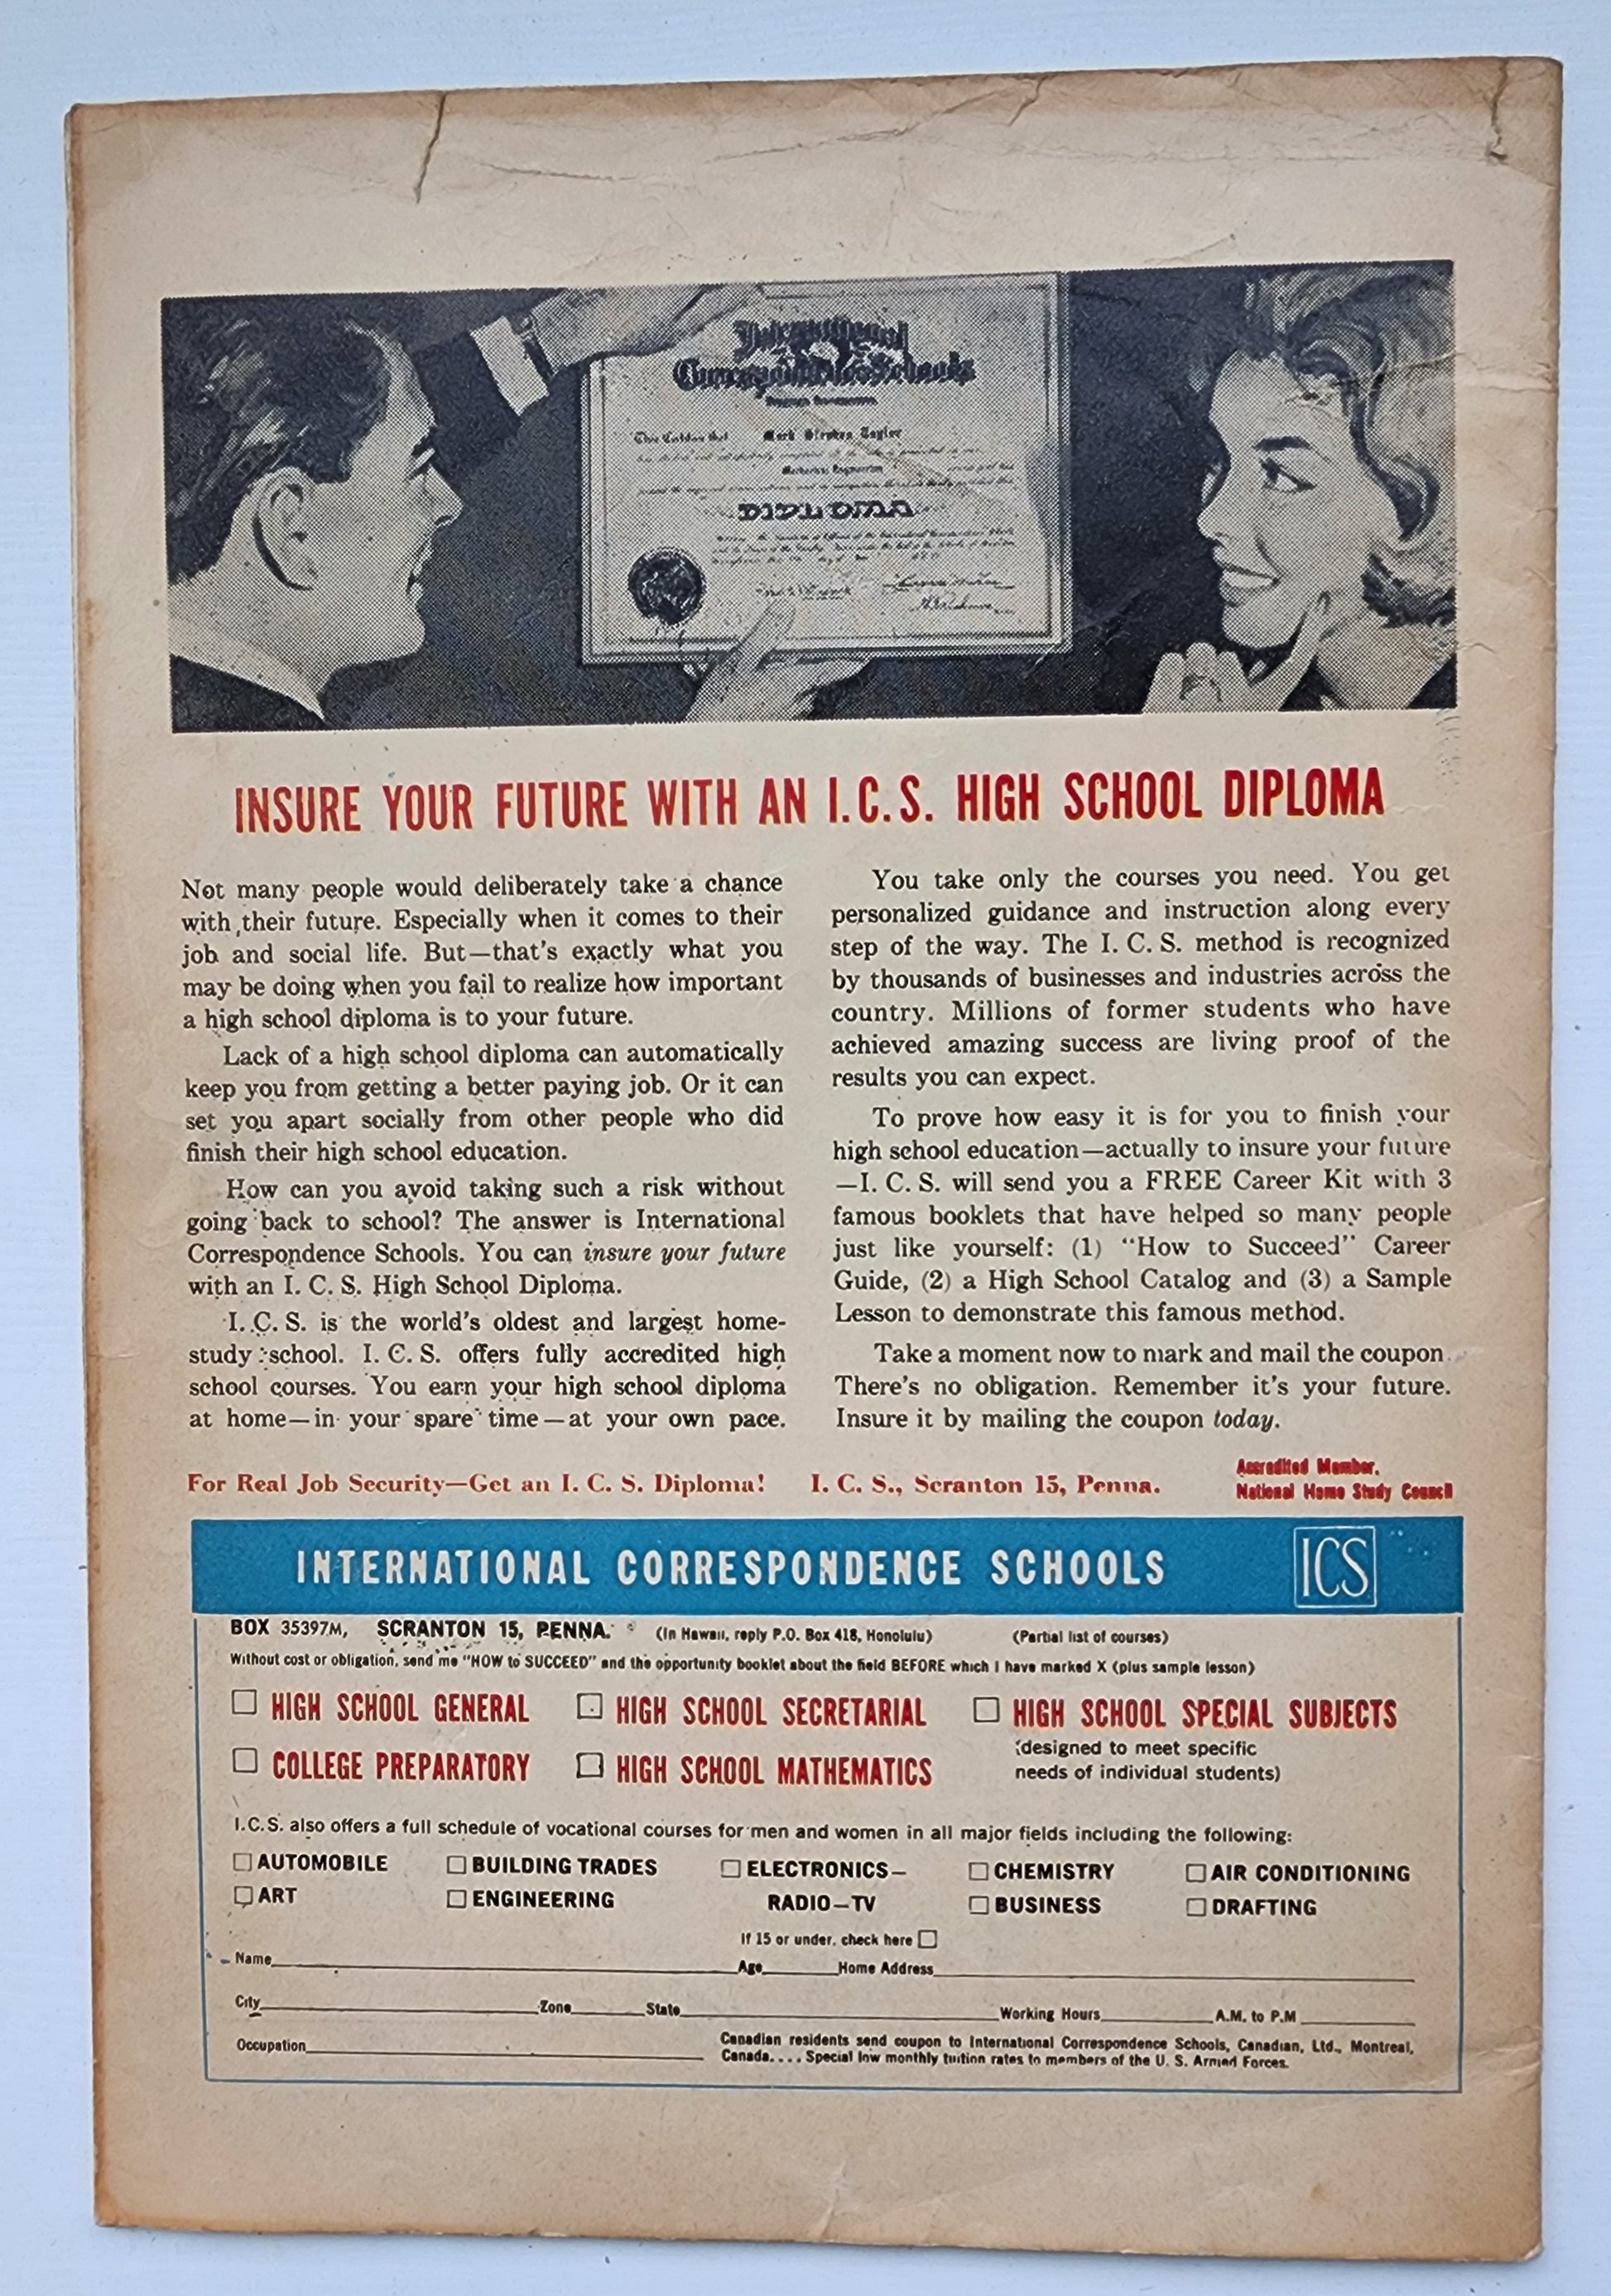 International
Correspondence Schools
This Certifies that Mark Stephen Taylor
Mechanical Engineering
DIPLOMA
INSURE YOUR FUTURE WITH AN I.C.S. HIGH SCHOOL DIPLOMA
Not many people would deliberately take a chance
with their future. Especially when it comes to their
job and social life. But—that's exactly what you
may be doing when you fail to realize how important
a high school diploma is to your future.
Lack of a high school diploma can automatically
keep you from getting a better paying job. Or it can
set you apart socially from other people who did
finish their high school education.
How can you avoid taking such a risk without
going back to school? The answer is International
Correspondence Schools. You can insure your future
with an I. C. S. High School Diploma.
I. C. S. is the world's oldest and largest home-
study school. I. C. S. offers fully accredited high
school courses. You earn your high school diploma
at home—in your spare time—at your own pace.
You take only the courses you need. You get
personalized guidance and instruction along every
step of the way. The I. C. S. method is recognized
by thousands of businesses and industries across the
country. Millions of former students who have
achieved amazing success are living proof of the
results you can expect.
To prove how easy it is for you to finish your
high school education—actually to insure your future
—I. C. S. will send you a FREE Career Kit with 3
famous booklets that have helped so many people
just like yourself: (1) "How to Succeed" Career
Guide, (2) a High School Catalog and (3) a Sample
Lesson to demonstrate this famous method.
Take a moment now to mark and mail the coupon.
There's no obligation. Remember it's your future.
Insure it by mailing the coupon today.
For Real Job Security—Get an I. C. S. Diploma! I. C. S., Scranton 15, Penna.
Accredited Member,
National Home Study Council
INTERNATIONAL CORRESPONDENCE SCHOOLS ICS
BOX 35397M, SCRANTON 15, PENNA. (In Hawaii, reply P.O. Box 418, Honolulu) (Partial list of courses)
Without cost or obligation, send me "HOW to SUCCEED" and the opportunity booklet about the field BEFORE which I have marked X (plus sample lesson)
HIGH SCHOOL GENERAL HIGH SCHOOL SECRETARIAL HIGH SCHOOL SPECIAL SUBJECTS
(designed to meet specific
needs of individual students)
COLLEGE PREPARATORY HIGH SCHOOL MATHEMATICS
I.C.S. also offers a full schedule of vocational courses for men and women in all major fields including the following:
AUTOMOBILE BUILDING TRADES ELECTRONICS— CHEMISTRY AIR CONDITIONING
ART ENGINEERING RADIO—TV BUSINESS DRAFTING
If 15 or under, check here
Name Age Home Address
City Zone State Working Hours A.M. to P.M
Occupation
Canadian residents send coupon to International Correspondence Schools, Canadian, Ltd., Montreal,
Canada. . . . Special low monthly tuition rates to members of the U. S. Armed Forces.